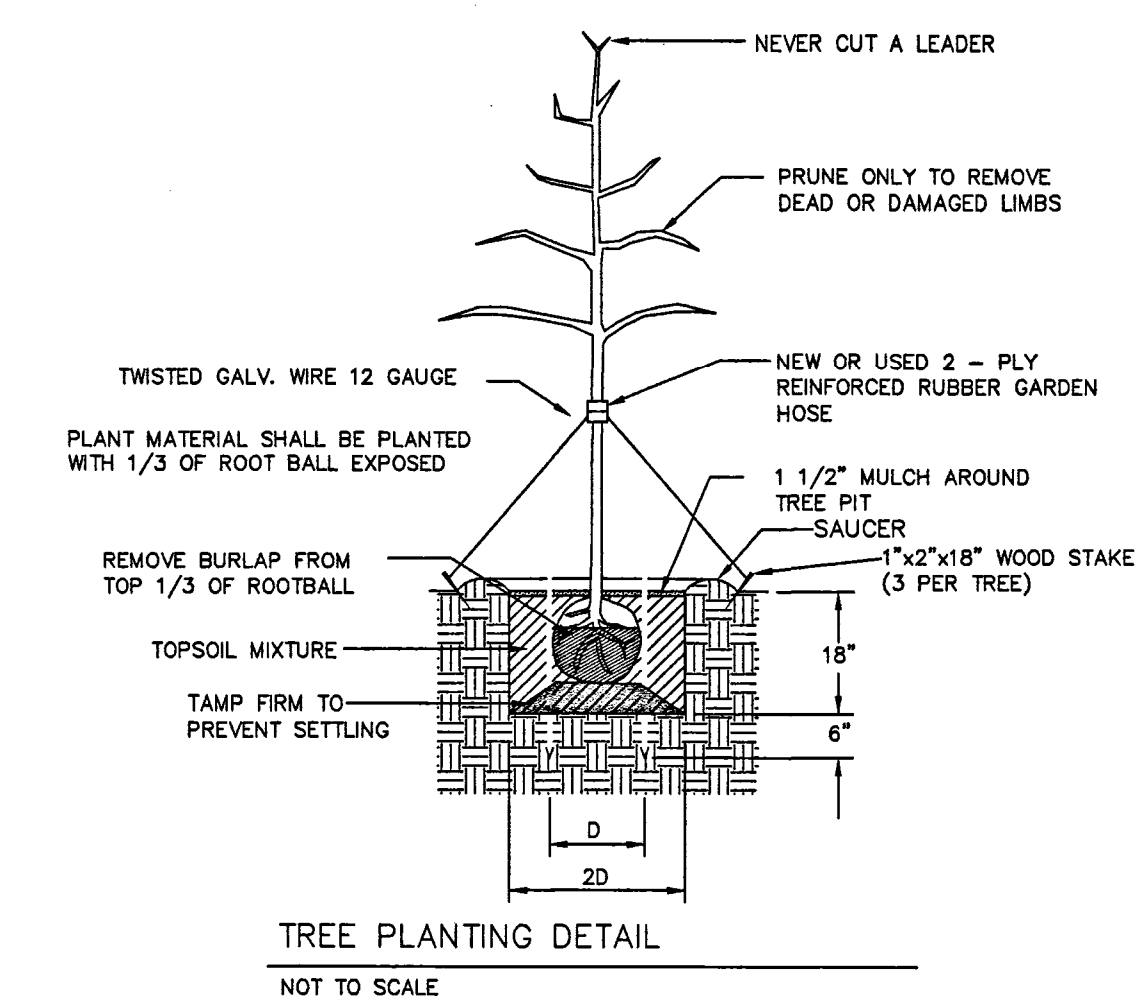 NEVER CUT A LEADER
PRUNE ONLY TO REMOVE
DEAD OR DAMAGED LIMBS
TWISTED GALV. WIRE 12 GAUGE
NEW OR USED 2 - PLY
REINFORCED RUBBER GARDEN
HOSE
PLANT MATERIAL SHALL BE PLANTED
WITH 1/3 OF ROOT BALL EXPOSED
1 1/2" MULCH AROUND
TREE PIT
SAUCER
1"x2"x18" WOOD STAKE
(3 PER TREE)
REMOVE BURLAP FROM
TOP 1/3 OF ROOTBALL
TOPSOIL MIXTURE
18"
TAMP FIRM TO
PREVENT SETTLING
6"
D
2D
TREE PLANTING DETAIL
NOT TO SCALE